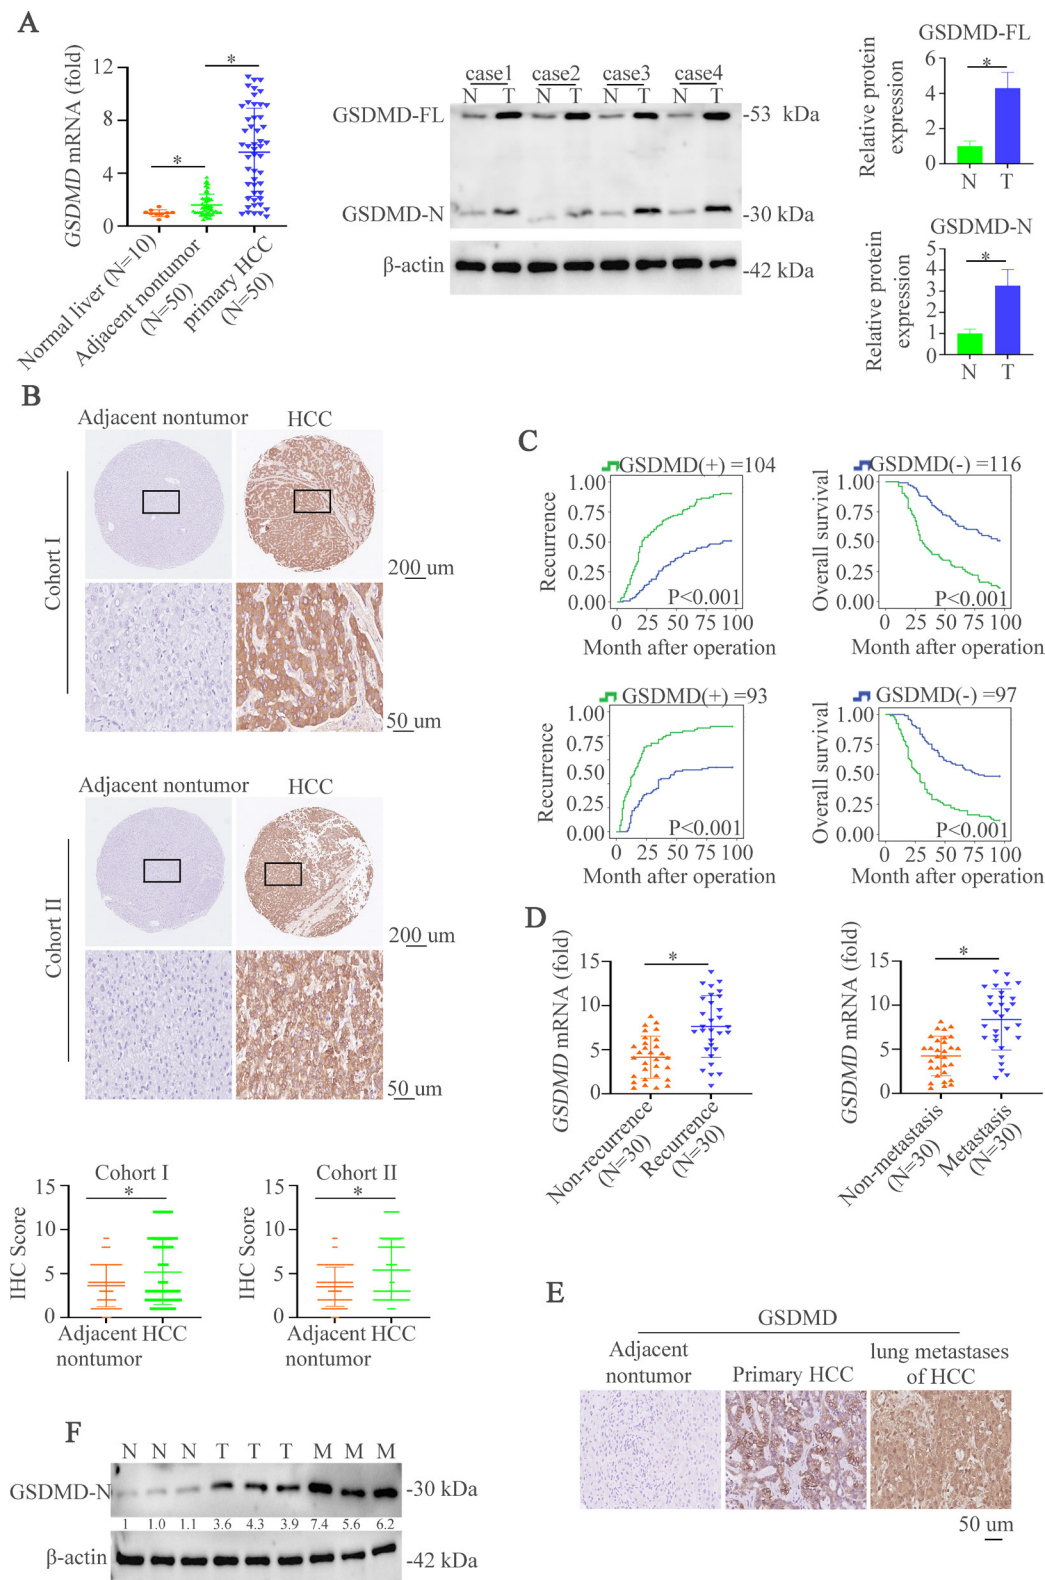 A
GSDMD mRNA (fold)
12
8
4
0
*
*
Normal liver (N=10)
Adjacent nontumor
(N=50)
primary HCC
(N=50)
case1 case2 case3 case4
N T N T N T N T
GSDMD-FL
-53 kDa
GSDMD-N
-30 kDa
β-actin
-42 kDa
GSDMD-FL
Relative protein
expression
6
4
2
0
*
N T
GSDMD-N
Relative protein
expression
5
4
3
2
1
0
*
N T
B
Adjacent nontumor HCC
Cohort I
200 um
50 um
Adjacent nontumor HCC
Cohort II
200 um
50 um
Cohort I
IHC Score
15
10
5
0
*
Adjacent HCC
nontumor
Cohort II
IHC Score
15
10
5
0
*
Adjacent HCC
nontumor
C
GSDMD(+) =104
Recurrence
1.00
0.75
0.50
0.25
0.00
P<0.001
0 25 50 75 100
Month after operation
GSDMD(-) =116
Overall survival
1.00
0.75
0.50
0.25
0.00
P<0.001
0 25 50 75 100
Month after operation
GSDMD(+) =93
Recurrence
1.00
0.75
0.50
0.25
0.00
P<0.001
0 25 50 75 100
Month after operation
GSDMD(-) =97
Overall survival
1.00
0.75
0.50
0.25
0.00
P<0.001
0 25 50 75 100
Month after operation
D
GSDMD mRNA (fold)
15
10
5
0
*
Non-recurrence
(N=30)
Recurrence
(N=30)
GSDMD mRNA (fold)
15
10
5
0
*
Non-metastasis
(N=30)
Metastasis
(N=30)
E
GSDMD
Adjacent
nontumor
Primary HCC
lung metastases
of HCC
50 um
F
N N N T T T M M M
GSDMD-N
-30 kDa
1 1.0 1.1 3.6 4.3 3.9 7.4 5.6 6.2
β-actin
-42 kDa